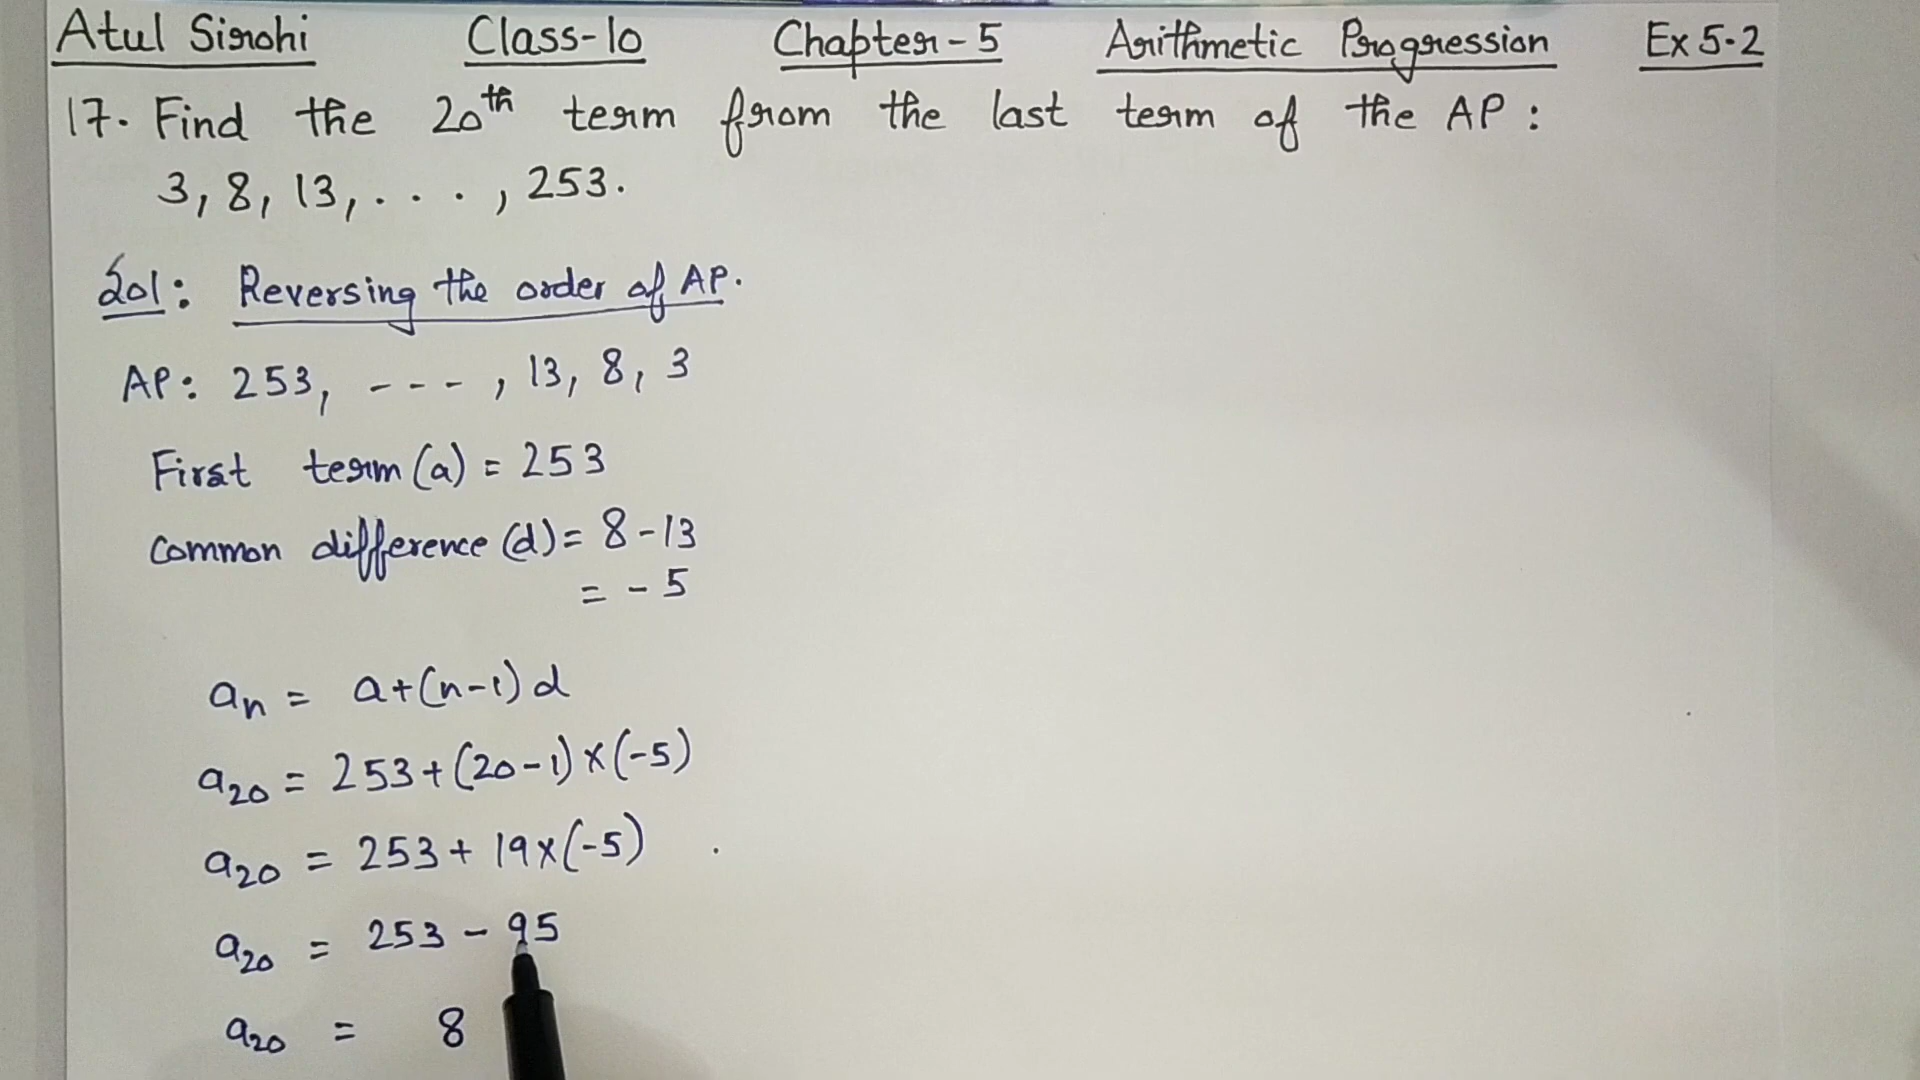 Atul Sirohi Class-10 Chapter-5 Arithmetic Progression Ex 5.2
17. Find the 20th term from the last term of the AP :
3, 8, 13, . . . , 253.
Sol: Reversing the order of AP.
AP: 253, - - - , 13, 8, 3
First term (a) = 253
Common difference (d) = 8 - 13
= - 5
an = a + (n-1) d
a20 = 253 + (20-1) × (-5)
a20 = 253 + 19 × (-5)
a20 = 253 - 95
a20 = 8